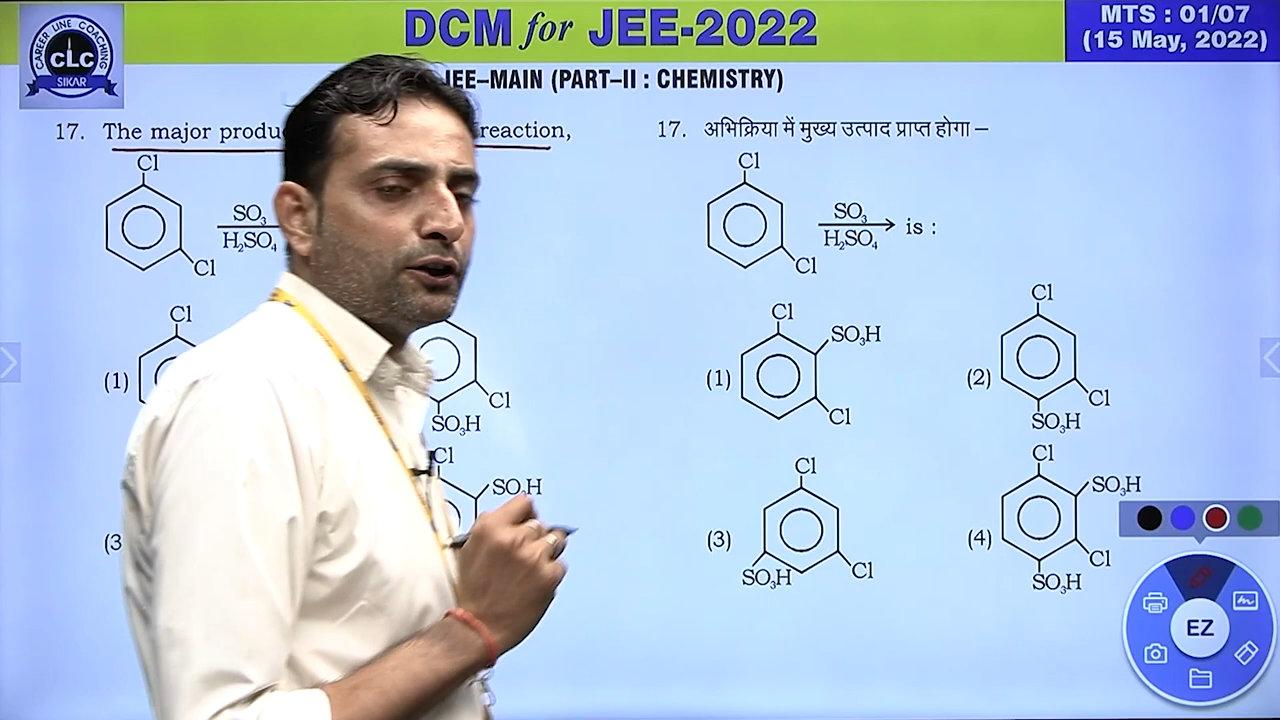 DCM for JEE-2022
MTS : 01/07
(15 May, 2022)
CAREER LINE COACHING
CLC
SIKAR
JEE–MAIN (PART–II : CHEMISTRY)
17. The major produ reaction,
Cl
SO₃
H₂SO₄
Cl
Cl
(1)
Cl
SO₃H
Cl
SO₃H
(3
17. अभिक्रिया में मुख्य उत्पाद प्राप्त होगा –
Cl
SO₃
H₂SO₄
is :
Cl
Cl
SO₃H
(1)
Cl
Cl
(2)
Cl
SO₃H
Cl
(3)
SO₃H
Cl
Cl
SO₃H
(4)
Cl
SO₃H
EZ